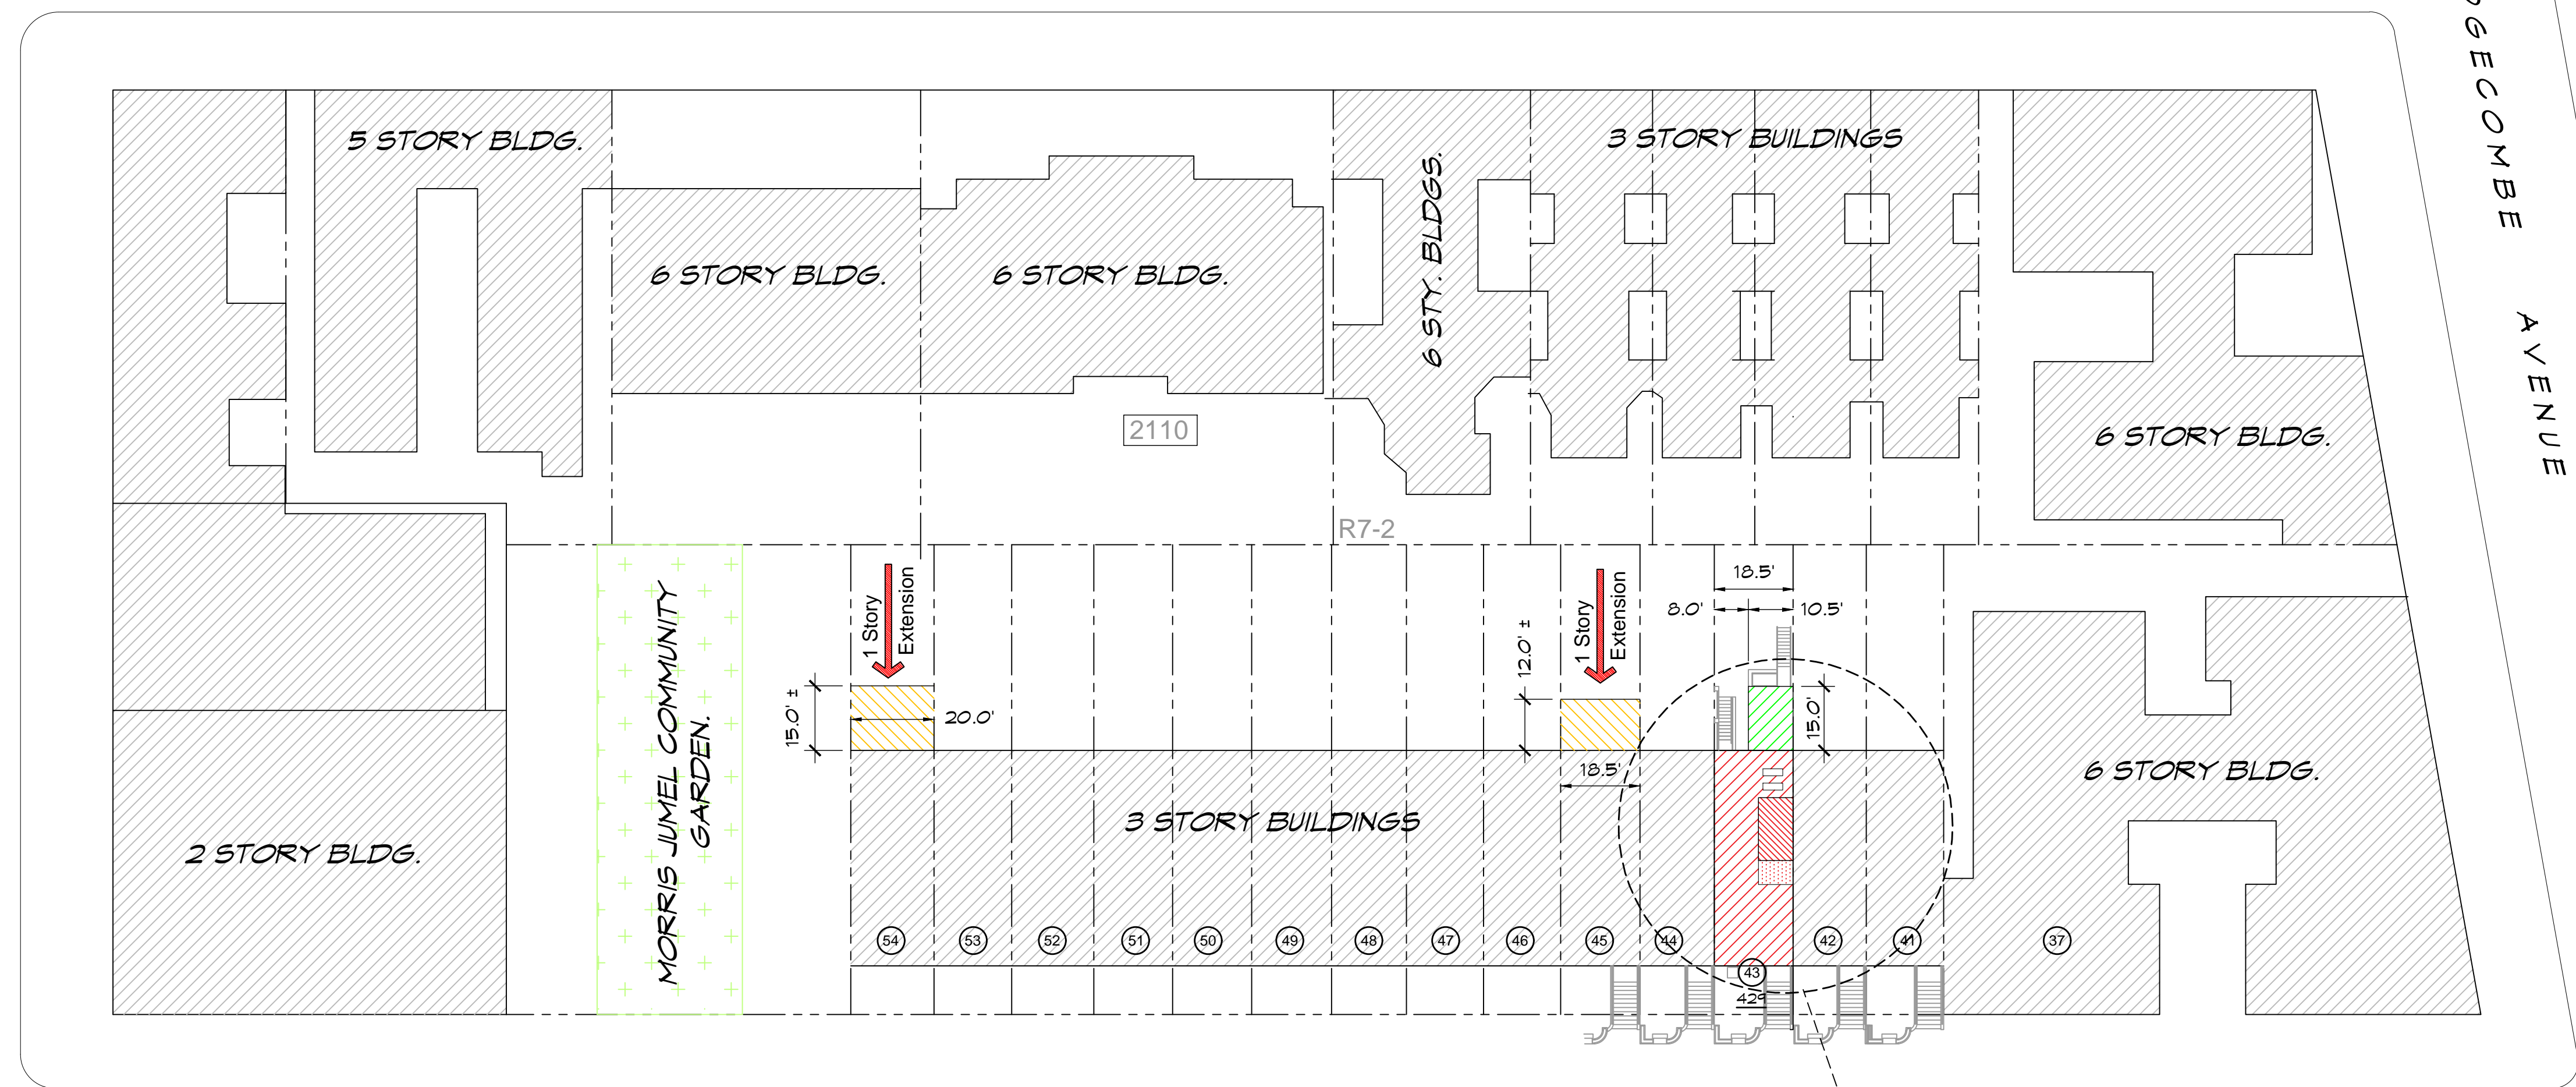 DGECOMBE AVENUE
5 STORY BLDG.
3 STORY BUILDINGS
6 STY. BLDGS.
6 STORY BLDG.
6 STORY BLDG.
2110
6 STORY BLDG.
R7-2
18.5'
8.0'
10.5'
1 Story
Extension
1 Story
Extension
MORRIS JUMEL COMMUNITY
GARDEN.
15.0' ±
20.0'
12.0' ±
18.5'
15.0'
6 STORY BLDG.
3 STORY BUILDINGS
2 STORY BLDG.
54
53
52
51
50
49
48
47
46
45
44
42
41
37
43
429